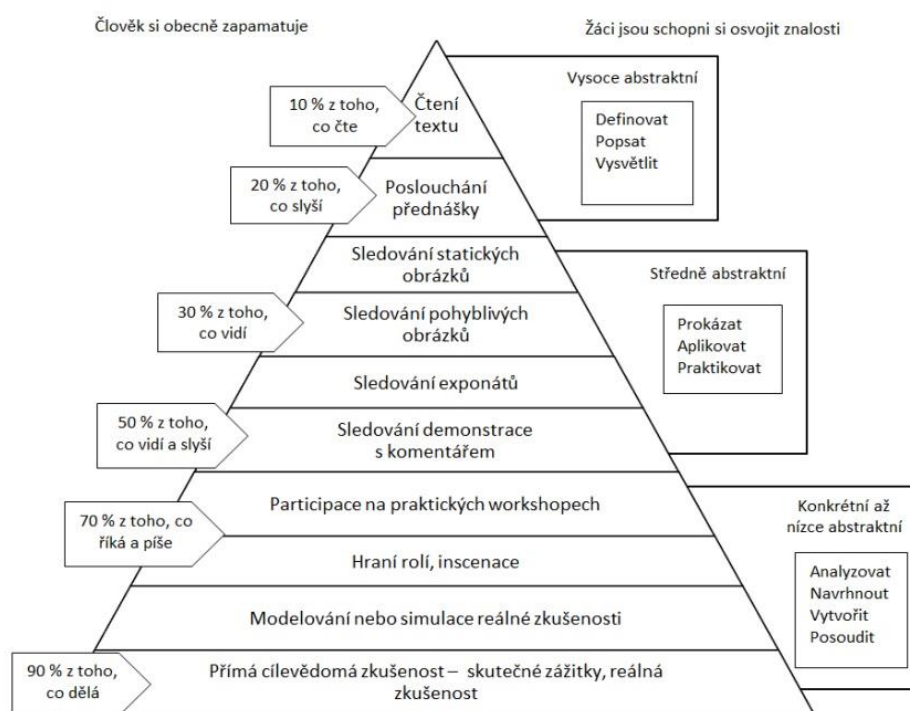 Člověk si obecně zapamatuje
Žáci jsou schopni si osvojit znalosti
10 % z toho,
co čte
Čtení
textu
Vysoce abstraktní
Definovat
Popsat
Vysvětlit
20 % z toho,
co slyší
Poslouchání
přednášky
Sledování statických
obrázků
Středně abstraktní
Prokázat
Aplikovat
Praktikovat
30 % z toho,
co vidí
Sledování pohyblivých
obrázků
Sledování exponátů
50 % z toho,
co vidí a slyší
Sledování demonstrace
s komentářem
70 % z toho, co
říká a píše
Participace na praktických workshopech
Hraní rolí, inscenace
Konkrétní až
nízce abstraktní
Analyzovat
Navrhnout
Vytvořit
Posoudit
Modelování nebo simulace reálné zkušenosti
90 % z toho,
co dělá
Přímá cílevědomá zkušenost – skutečné zážitky, reálná
zkušenost